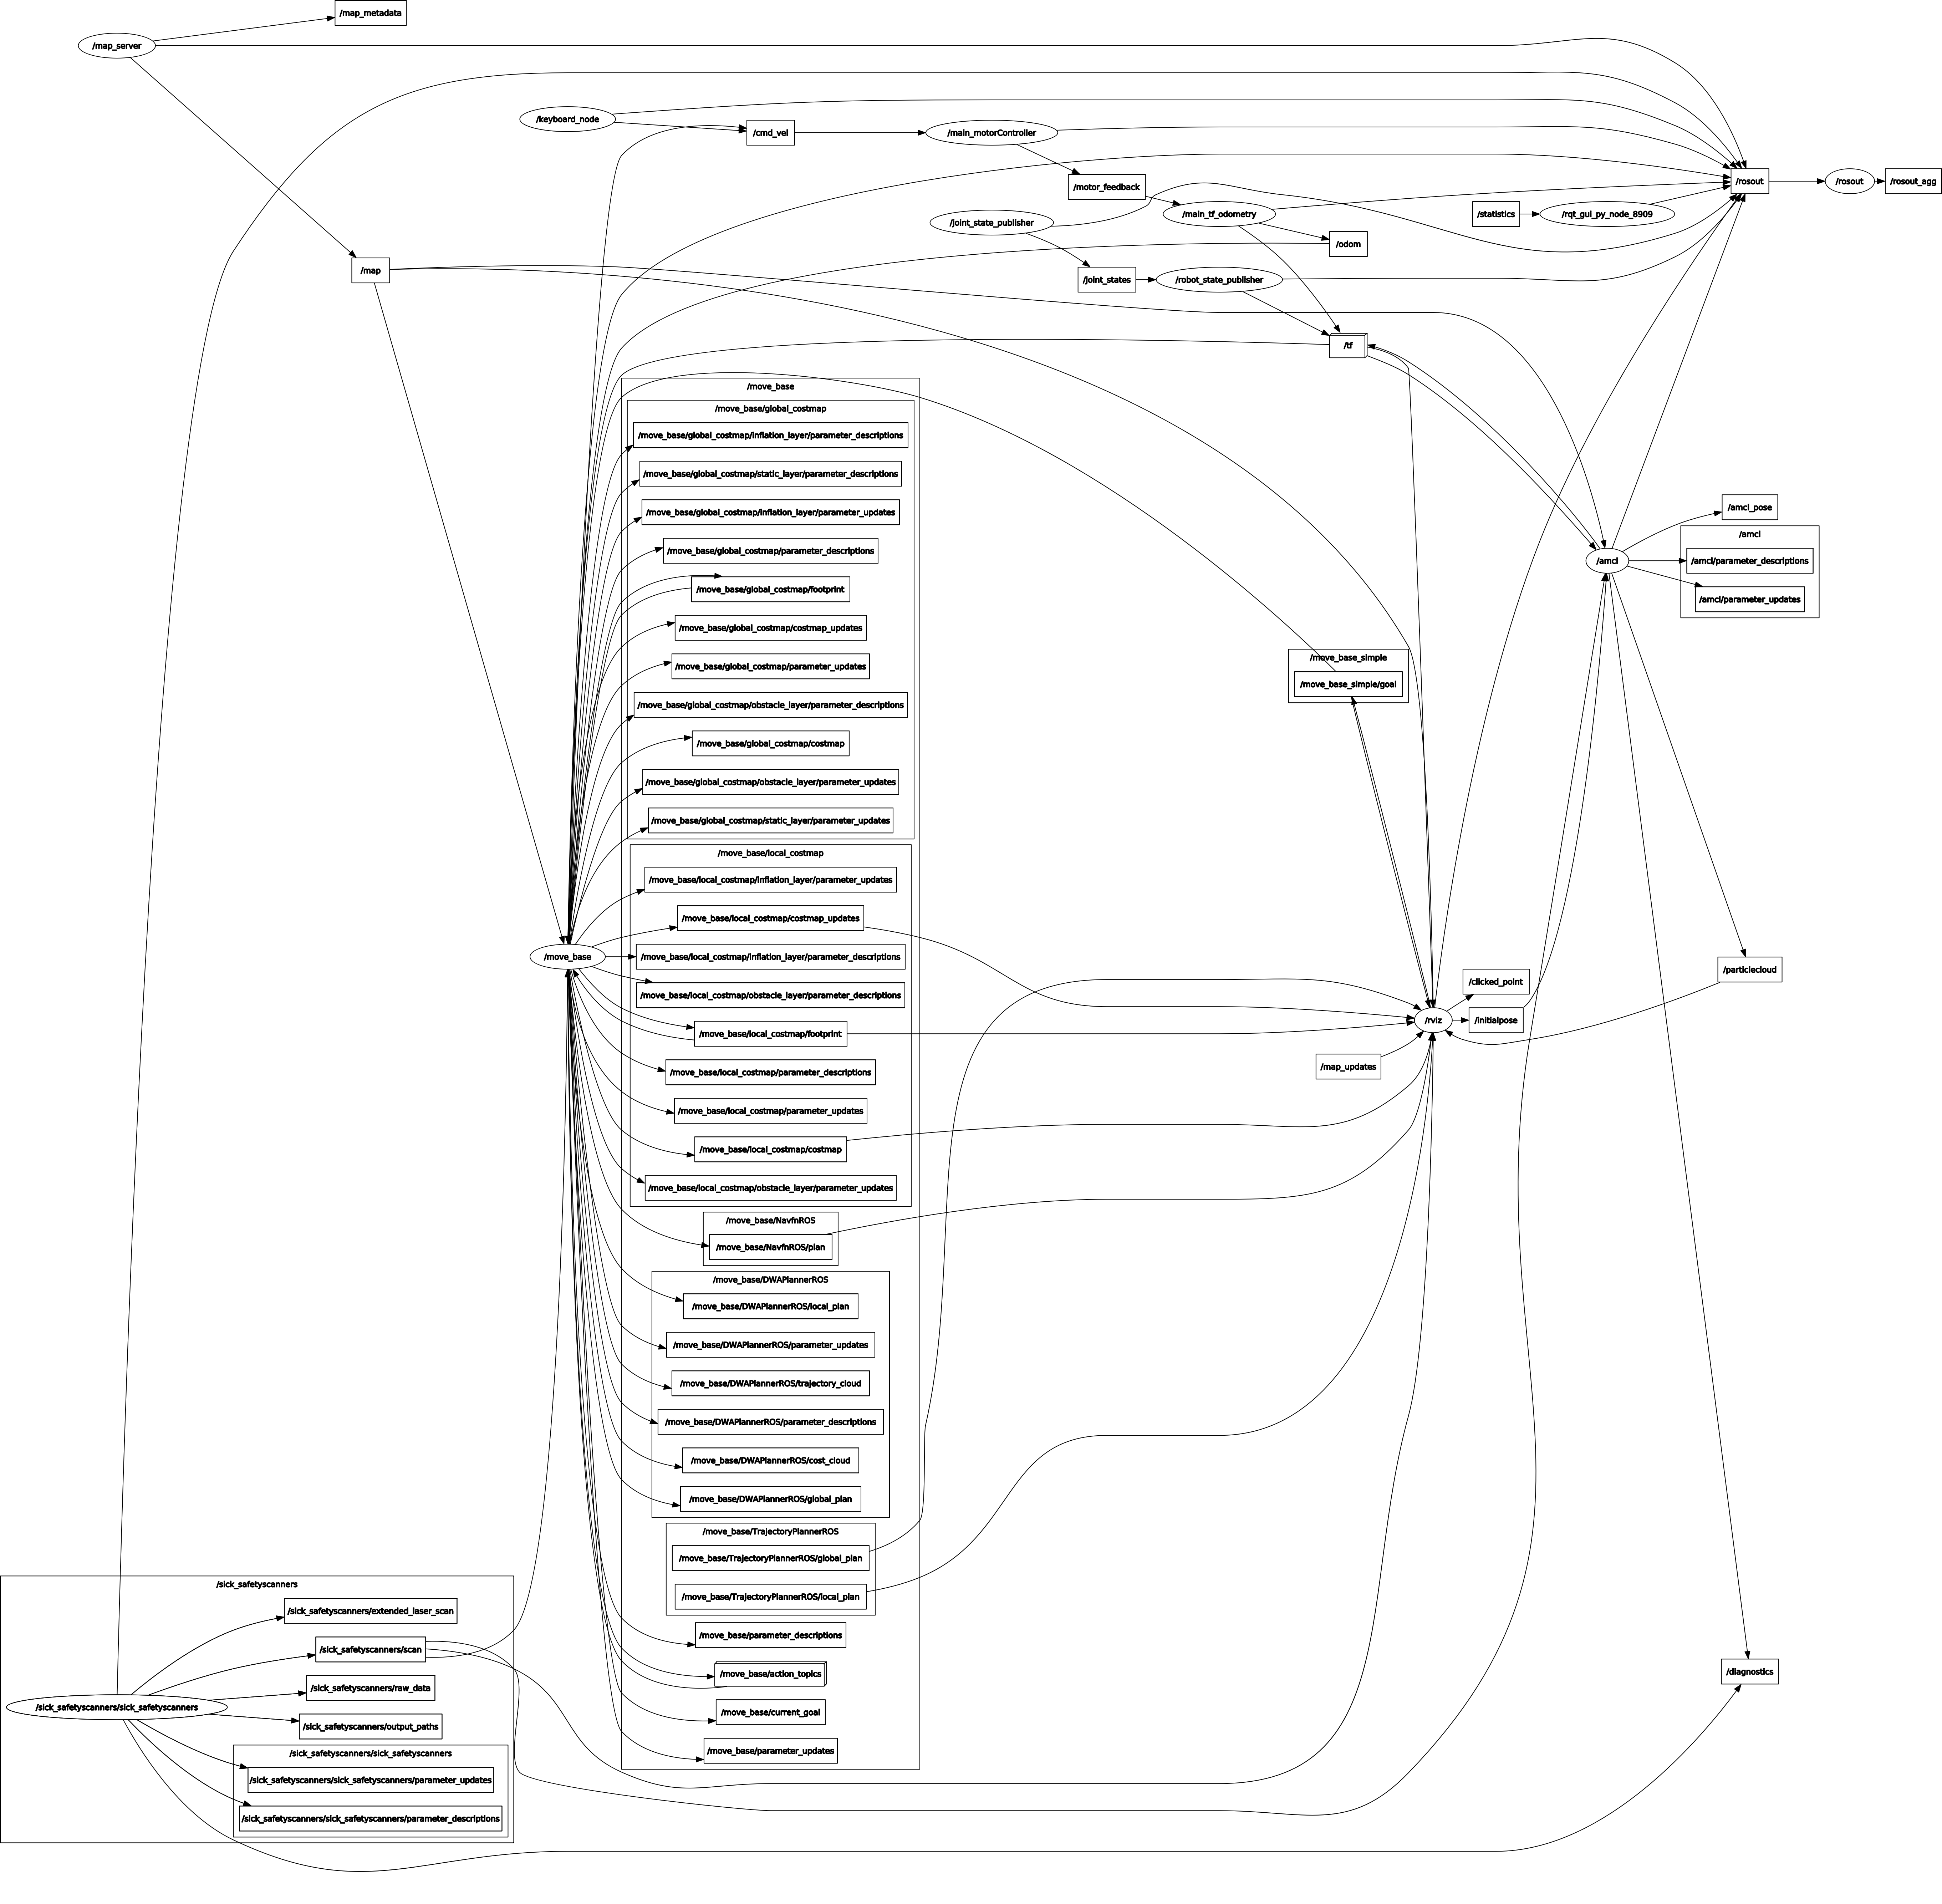 /map_metadata
/map_server
/keyboard_node
/cmd_vel
/main_motorController
/rosout
/rosout
/rosout_agg
/motor_feedback
/main_tf_odometry
/statistics
/rqt_gui_py_node_8909
/joint_state_publisher
/odom
/map
/joint_states
/robot_state_publisher
/tf
/move_base
/move_base/global_costmap
/move_base/global_costmap/inflation_layer/parameter_descriptions
/move_base/global_costmap/static_layer/parameter_descriptions
/move_base/global_costmap/inflation_layer/parameter_updates
/move_base/global_costmap/parameter_descriptions
/move_base/global_costmap/footprint
/move_base/global_costmap/costmap_updates
/move_base/global_costmap/parameter_updates
/move_base/global_costmap/obstacle_layer/parameter_descriptions
/move_base/global_costmap/costmap
/move_base/global_costmap/obstacle_layer/parameter_updates
/move_base/global_costmap/static_layer/parameter_updates
/amcl_pose
/amcl
/amcl
/amcl/parameter_descriptions
/amcl/parameter_updates
/move_base_simple
/move_base_simple/goal
/move_base/local_costmap
/move_base/local_costmap/inflation_layer/parameter_updates
/move_base/local_costmap/costmap_updates
/move_base
/move_base/local_costmap/inflation_layer/parameter_descriptions
/move_base/local_costmap/obstacle_layer/parameter_descriptions
/move_base/local_costmap/footprint
/move_base/local_costmap/parameter_descriptions
/move_base/local_costmap/parameter_updates
/move_base/local_costmap/costmap
/move_base/local_costmap/obstacle_layer/parameter_updates
/particlecloud
/clicked_point
/rviz
/initialpose
/map_updates
/move_base/NavfnROS
/move_base/NavfnROS/plan
/move_base/DWAPlannerROS
/move_base/DWAPlannerROS/local_plan
/move_base/DWAPlannerROS/parameter_updates
/move_base/DWAPlannerROS/trajectory_cloud
/move_base/DWAPlannerROS/parameter_descriptions
/move_base/DWAPlannerROS/cost_cloud
/move_base/DWAPlannerROS/global_plan
/move_base/TrajectoryPlannerROS
/move_base/TrajectoryPlannerROS/global_plan
/move_base/TrajectoryPlannerROS/local_plan
/move_base/parameter_descriptions
/move_base/action_topics
/move_base/current_goal
/move_base/parameter_updates
/diagnostics
/sick_safetyscanners
/sick_safetyscanners/extended_laser_scan
/sick_safetyscanners/scan
/sick_safetyscanners/raw_data
/sick_safetyscanners/sick_safetyscanners
/sick_safetyscanners/output_paths
/sick_safetyscanners/sick_safetyscanners
/sick_safetyscanners/sick_safetyscanners/parameter_updates
/sick_safetyscanners/sick_safetyscanners/parameter_descriptions